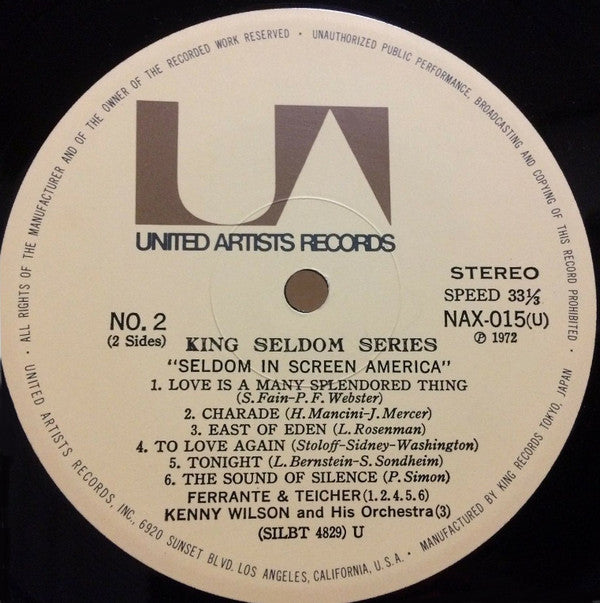 · ALL RIGHTS OF THE MANUFACTURER AND OF THE OWNER OF THE RECORDED WORK RESERVED · UNAUTHORIZED PUBLIC PERFORMANCE, BROADCASTING AND COPYING OF THIS RECORD PROHIBITED ·
UA
UNITED ARTISTS RECORDS
STEREO
SPEED 33⅓
NO. 2
NAX-015(U)
(2 Sides)
Ⓟ 1972
KING SELDOM SERIES
"SELDOM IN SCREEN AMERICA"
1. LOVE IS A MANY SPLENDORED THING
(S. Fain-P. F. Webster)
2. CHARADE (H. Mancini-J. Mercer)
3. EAST OF EDEN (L. Rosenman)
4. TO LOVE AGAIN (Stoloff-Sidney-Washington)
5. TONIGHT (L. Bernstein-S. Sondheim)
6. THE SOUND OF SILENCE (P. Simon)
FERRANTE & TEICHER(1.2.4.5.6)
KENNY WILSON and His Orchestra(3)
(SILBT 4829) U
UNITED ARTISTS RECORDS, INC., 6920 SUNSET BLVD. LOS ANGELES, CALIFORNIA, U.S.A. · MANUFACTURED BY KING RECORDS TOKYO, JAPAN